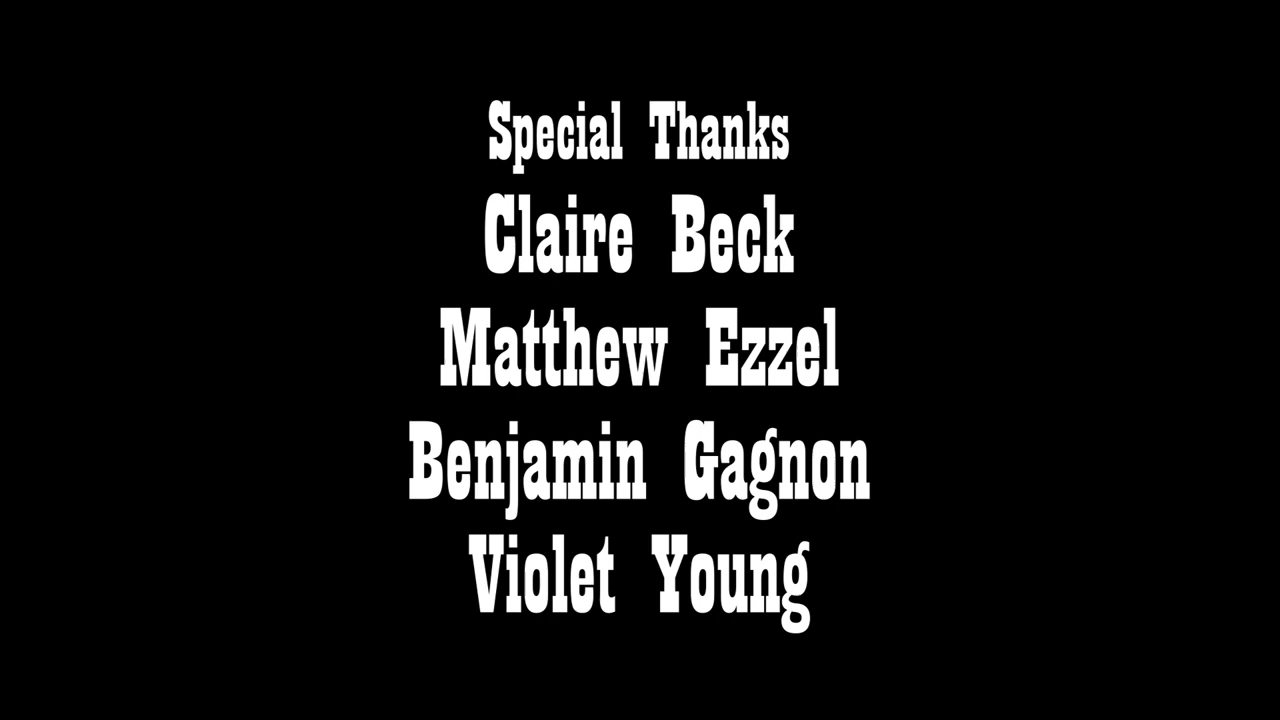 Special Thanks
Claire Beck
Matthew Ezzel
Benjamin Gagnon
Violet Young